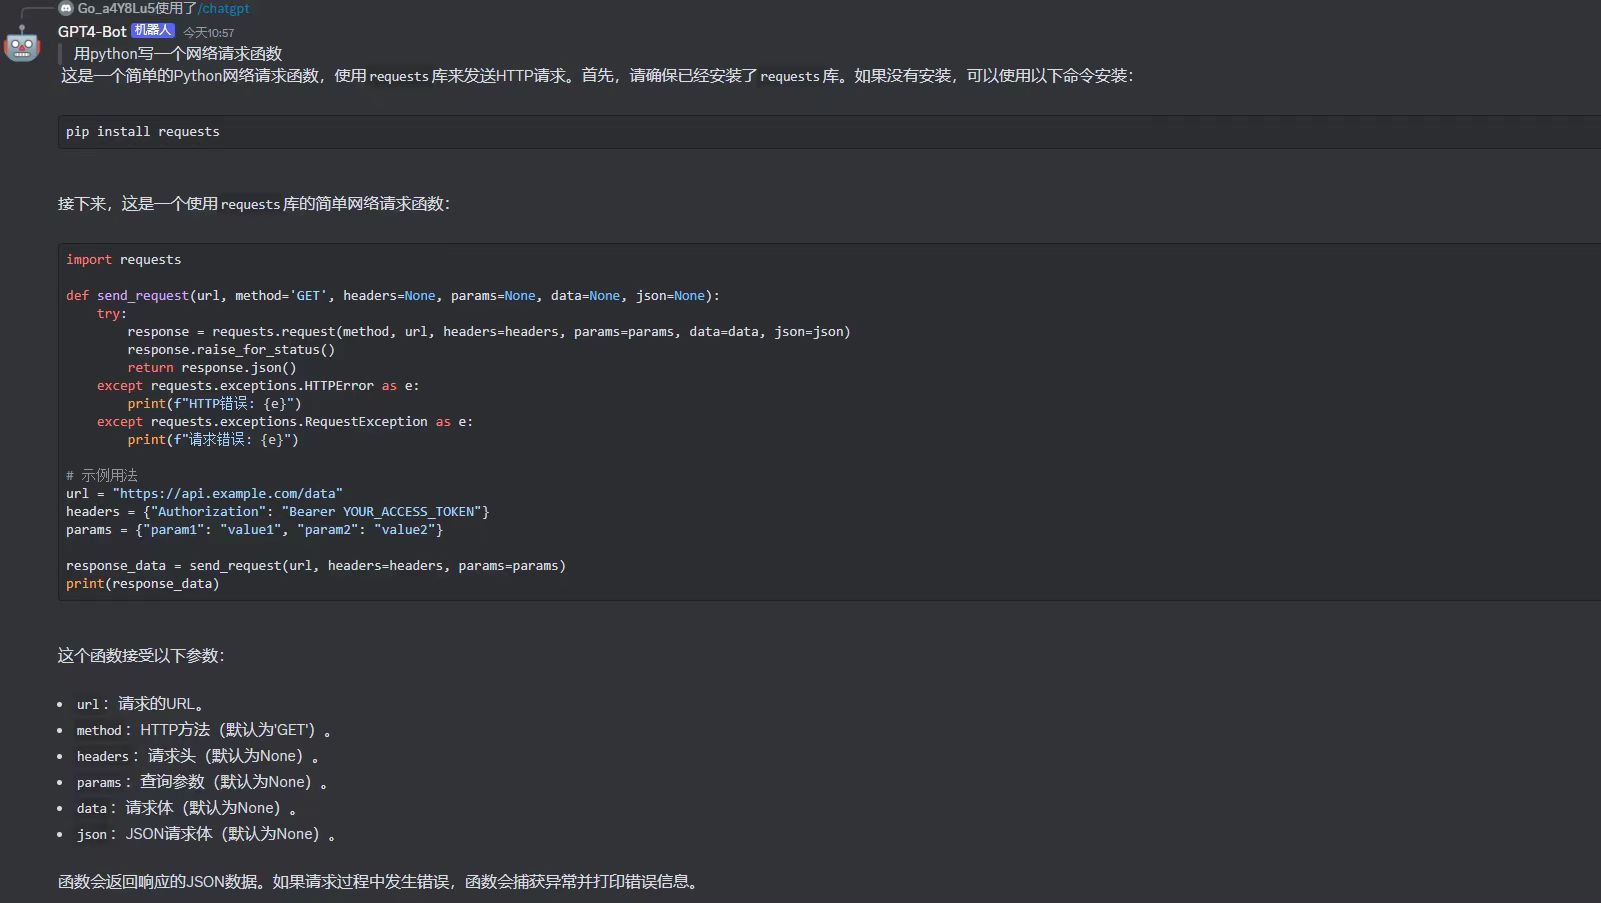 Go_a4Y8Lu5使用了/chatgpt
GPT4-Bot 机器人 今天10:57
用python写一个网络请求函数
这是一个简单的Python网络请求函数，使用requests库来发送HTTP请求。首先，请确保已经安装了requests库。如果没有安装，可以使用以下命令安装：
pip install requests
接下来，这是一个使用requests库的简单网络请求函数：
import requests
def send_request(url, method='GET', headers=None, params=None, data=None, json=None):
    try:
        response = requests.request(method, url, headers=headers, params=params, data=data, json=json)
        response.raise_for_status()
        return response.json()
    except requests.exceptions.HTTPError as e:
        print(f"HTTP错误: {e}")
    except requests.exceptions.RequestException as e:
        print(f"请求错误: {e}")
# 示例用法
url = "https://api.example.com/data"
headers = {"Authorization": "Bearer YOUR_ACCESS_TOKEN"}
params = {"param1": "value1", "param2": "value2"}
response_data = send_request(url, headers=headers, params=params)
print(response_data)
这个函数接受以下参数：
• url：请求的URL。
• method：HTTP方法（默认为'GET'）。
• headers：请求头（默认为None）。
• params：查询参数（默认为None）。
• data：请求体（默认为None）。
• json：JSON请求体（默认为None）。
函数会返回响应的JSON数据。如果请求过程中发生错误，函数会捕获异常并打印错误信息。